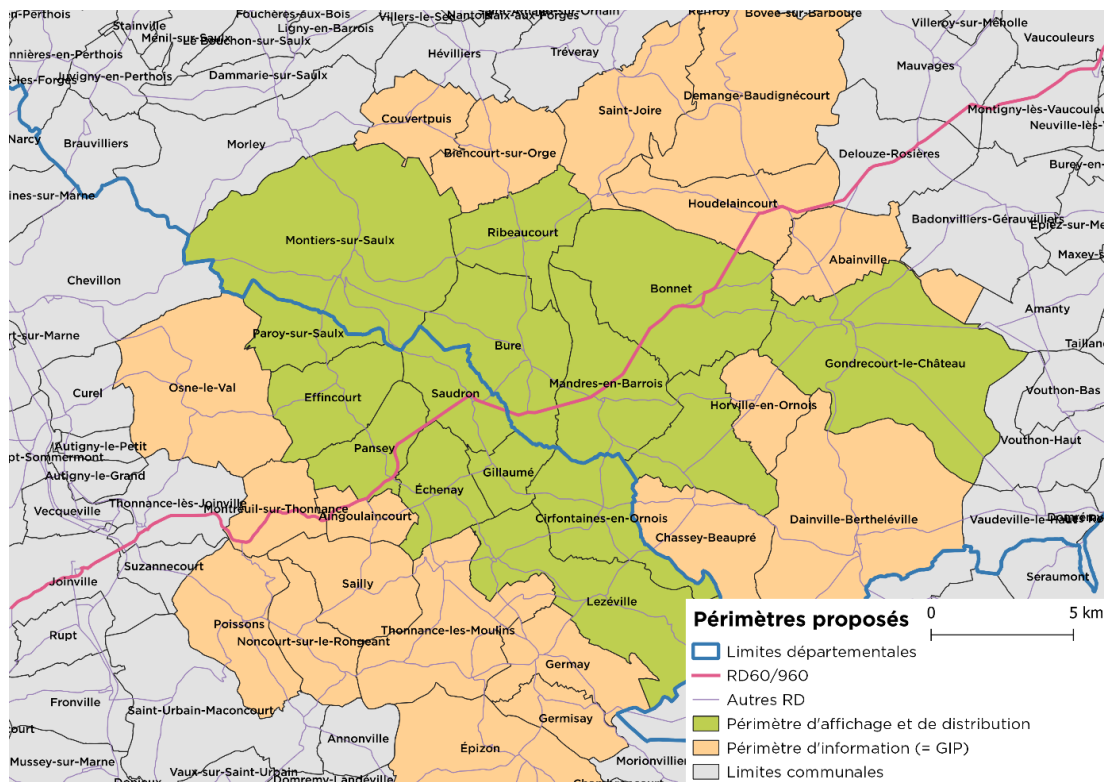 Stainville
Fouchères-aux-Bois
Villers-le-Sec
Ménil-sur-Saulx
Ligny-en-Barrois
Le Bouchon-sur-Saulx
Naix-aux-Forges
Bovée-sur-Barboure
Villeroy-sur-Méholle
Vaucouleurs
Hévilliers
Tréveray
Mauvages
Juvigny-en-Perthois
Dammarie-sur-Saulx
Saint-Joire
Demange-Baudignécourt
Montigny-lès-Vaucouleurs
Couvertpuis
Brauvilliers
Morley
Biencourt-sur-Orge
Delouze-Rosières
Houdelaincourt
Badonvilliers-Gérauvilliers
Ribeaucourt
Montiers-sur-Saulx
Abainville
Chevillon
Bonnet
Amanty
Paroy-sur-Saulx
Bure
Gondrecourt-le-Château
Osne-le-Val
Mandres-en-Barrois
Curel
Effincourt
Saudron
Vouthon-Bas
Horville-en-Ornois
Autigny-le-Petit
Vouthon-Haut
Pansey
Autigny-le-Grand
Gillaumé
Échenay
Thonnance-lès-Joinville
Montreuil-sur-Thonnance
Vecqueville
Aingoulaincourt
Cirfontaines-en-Ornois
Dainville-Bertheléville
Chassey-Beaupré
Suzannecourt
Joinville
Sailly
Seraumont
Lezéville
Poissons
Thonnance-les-Moulins
Rupt
Noncourt-sur-le-Rongeant
Germay
Fronville
Saint-Urbain-Maconcourt
Germisay
Annonville
Épizon
Mussey-sur-Marne
Vaux-sur-Saint-Urbain
Domremy-Landéville
Morionvilliers
0
5 km
Périmètres proposés
Limites départementales
RD60/960
Autres RD
Périmètre d'affichage et de distribution
Périmètre d'information (= GIP)
Limites communales